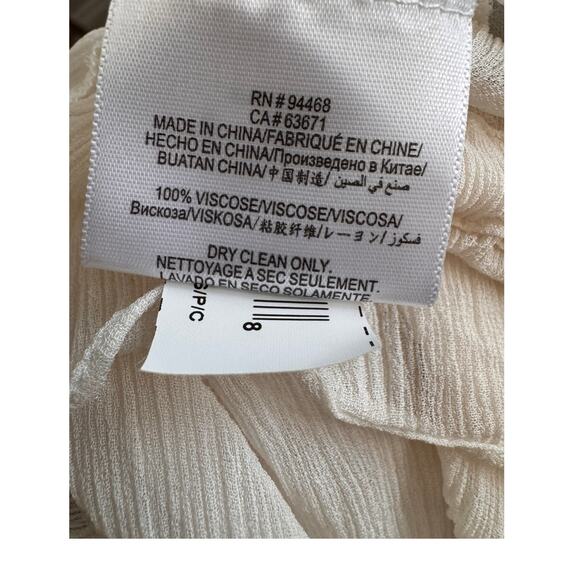 RN # 94468
CA # 63671
MADE IN CHINA/FABRIQUÉ EN CHINE/
HECHO EN CHINA/Произведено в Китае/
BUATAN CHINA/中国制造/صنع في الصين/
100% VISCOSE/VISCOSE/VISCOSA/
Вискоза/VISKOSA/粘胶纤维/レーヨン/فسكوز
DRY CLEAN ONLY.
NETTOYAGE A SEC SEULEMENT.
LAVADO EN SECO SOLAMENTE.
S/P/C
8